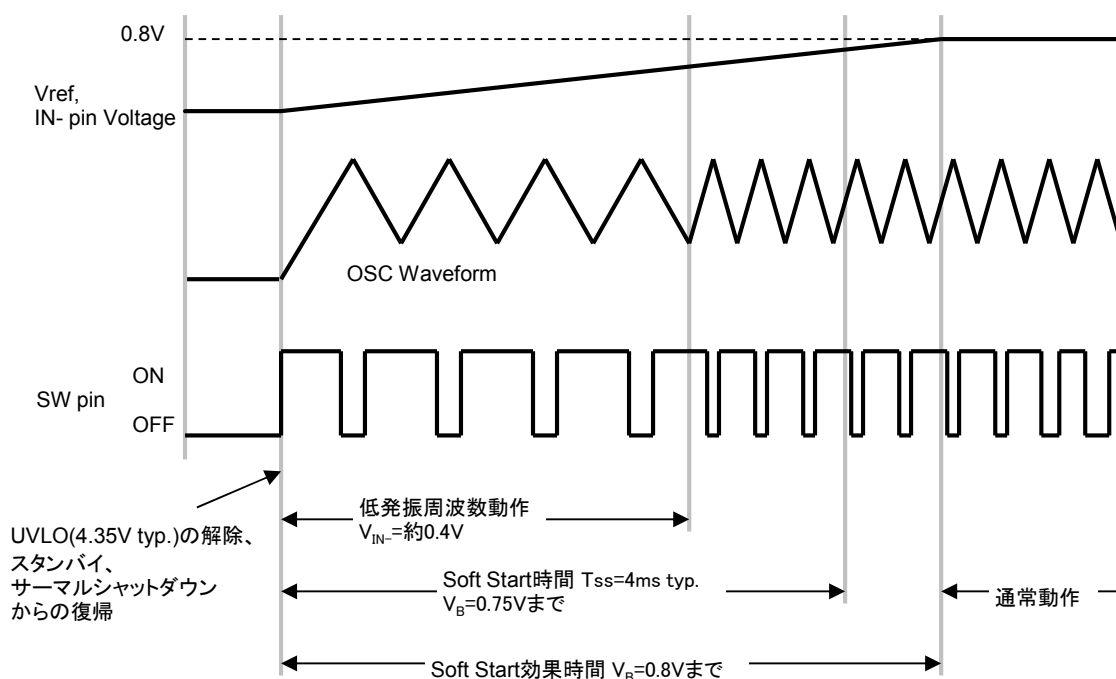 0.8V
Vref,
IN- pin Voltage
OSC Waveform
ON
SW pin
OFF
UVLO(4.35V typ.)の解除、
スタンバイ、
サーマルシャットダウン
からの復帰
低発振周波数動作
VIN-=約0.4V
Soft Start時間 Tss=4ms typ.
VB=0.75Vまで
通常動作
Soft Start効果時間 VB=0.8Vまで